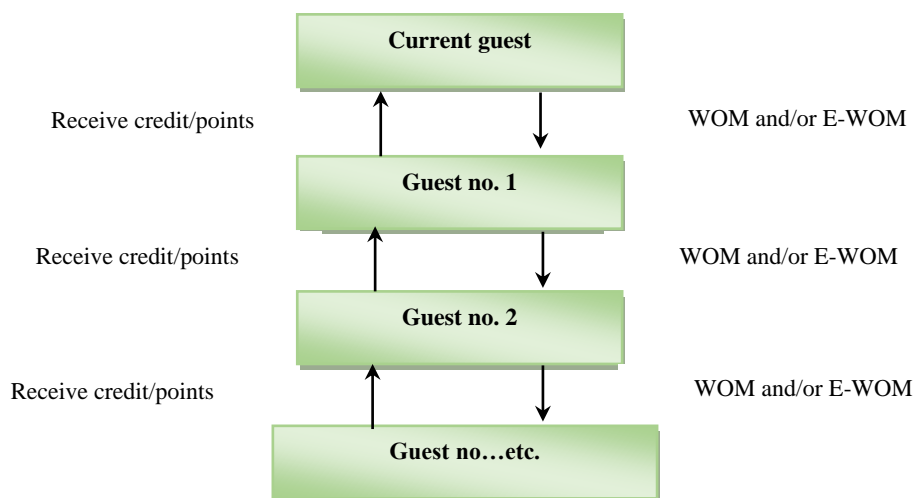 Current guest
Receive credit/points
WOM and/or E-WOM
Guest no. 1
Receive credit/points
WOM and/or E-WOM
Guest no. 2
Receive credit/points
WOM and/or E-WOM
Guest no…etc.